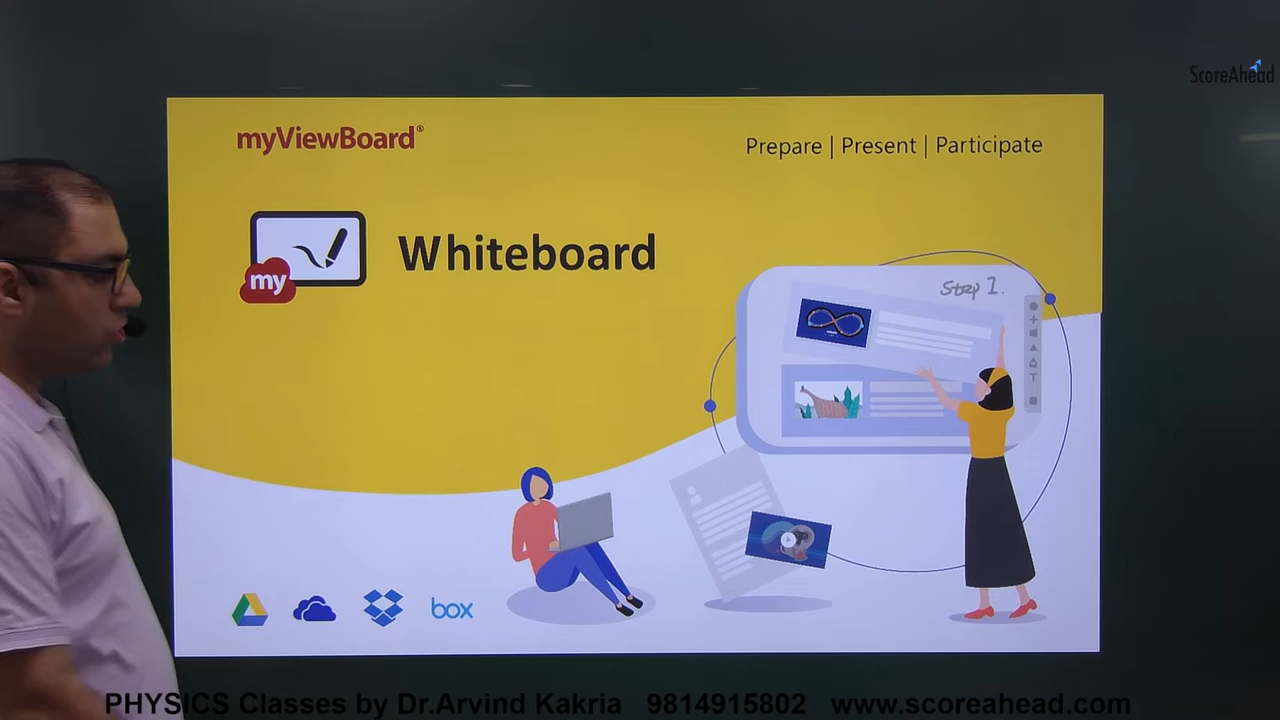 ScoreAhead
myViewBoard®
Prepare | Present | Participate
my
Whiteboard
Step 1.
T
box
PHYSICS Classes by Dr.Arvind Kakria 9814915802 www.scoreahead.com